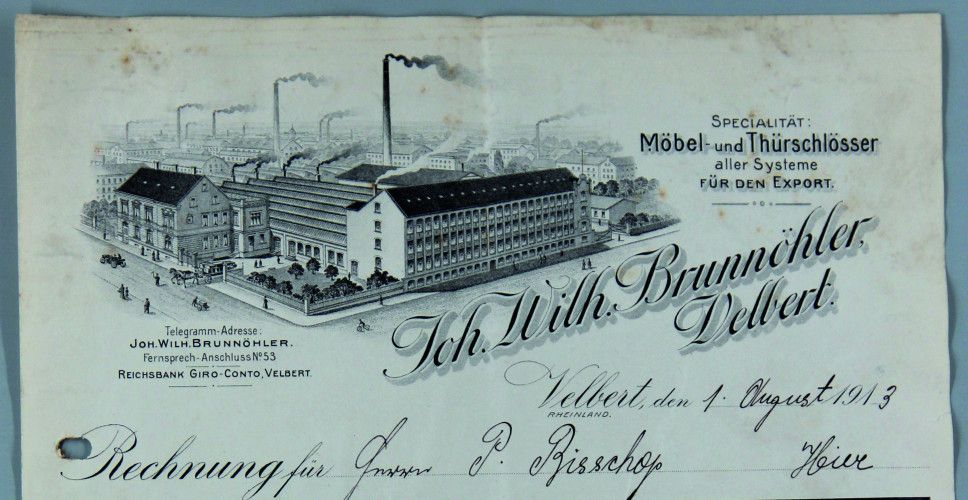 SPECIALITÄT:
Möbel- und Thürschlösser
aller Systeme
FÜR DEN EXPORT.
Joh. Wilh. Brunnöhler,
Velbert.
Telegramm-Adresse:
JOH. WILH. BRUNNÖHLER.
Fernsprech-Anschluss No 53
REICHSBANK GIRO-CONTO, VELBERT.
Velbert, den 1. August 1913
RHEINLAND.
Rechnung für Herrn P. Bisschop Hier